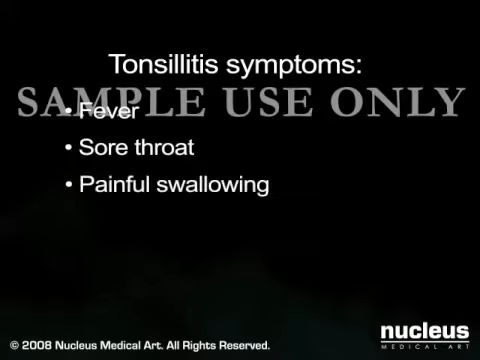 Tonsillitis symptoms:
SAMPLE USE ONLY
• Fever
• Sore throat
• Painful swallowing
nucleus
MEDICAL ART
© 2008 Nucleus Medical Art. All Rights Reserved.